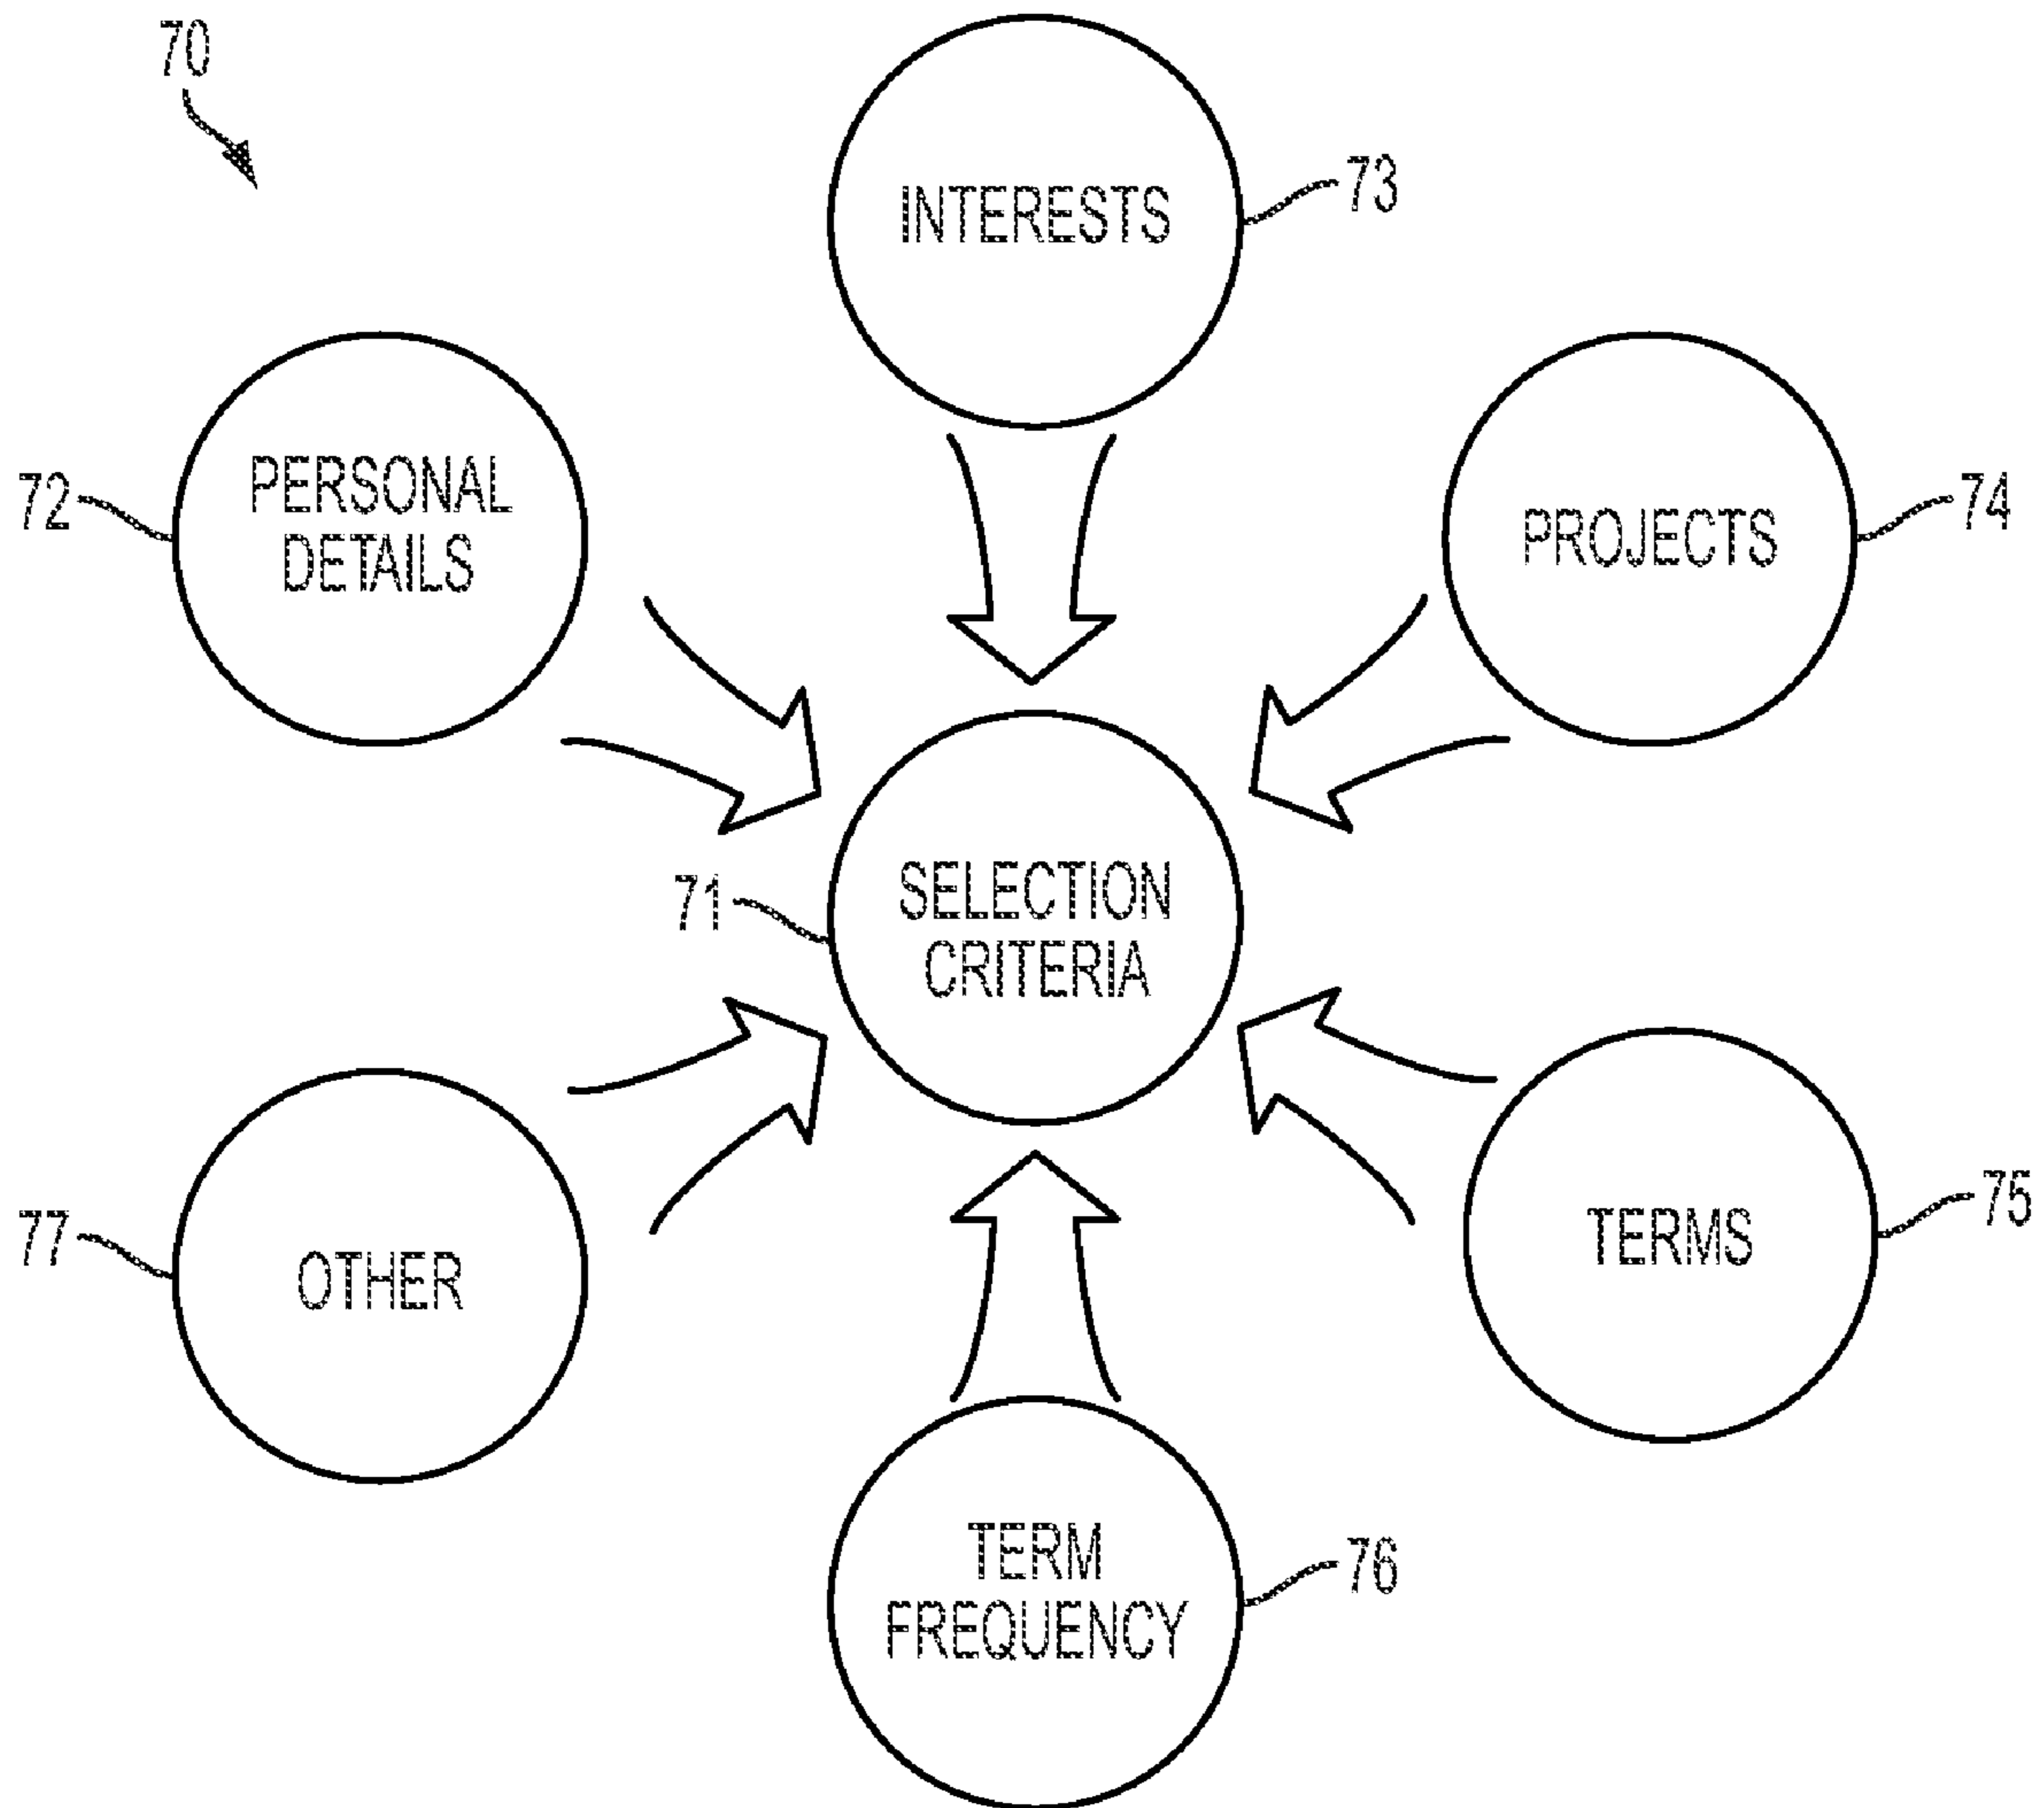 70
INTERESTS
73
PERSONAL
DETAILS
72
PROJECTS
74
SELECTION
CRITERIA
71
OTHER
77
TERMS
75
TERM
FREQUENCY
76